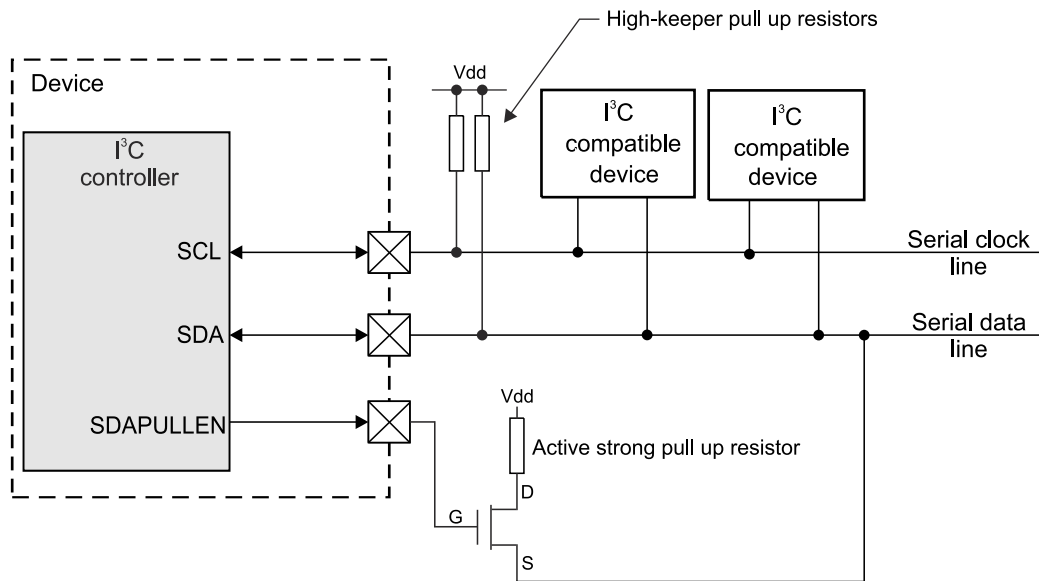 High-keeper pull up resistors
Device
Vdd
I³C
controller
I³C
compatible
device
I³C
compatible
device
SCL
Serial clock
line
SDA
Serial data
line
SDAPULLEN
Vdd
Active strong pull up resistor
D
G
S